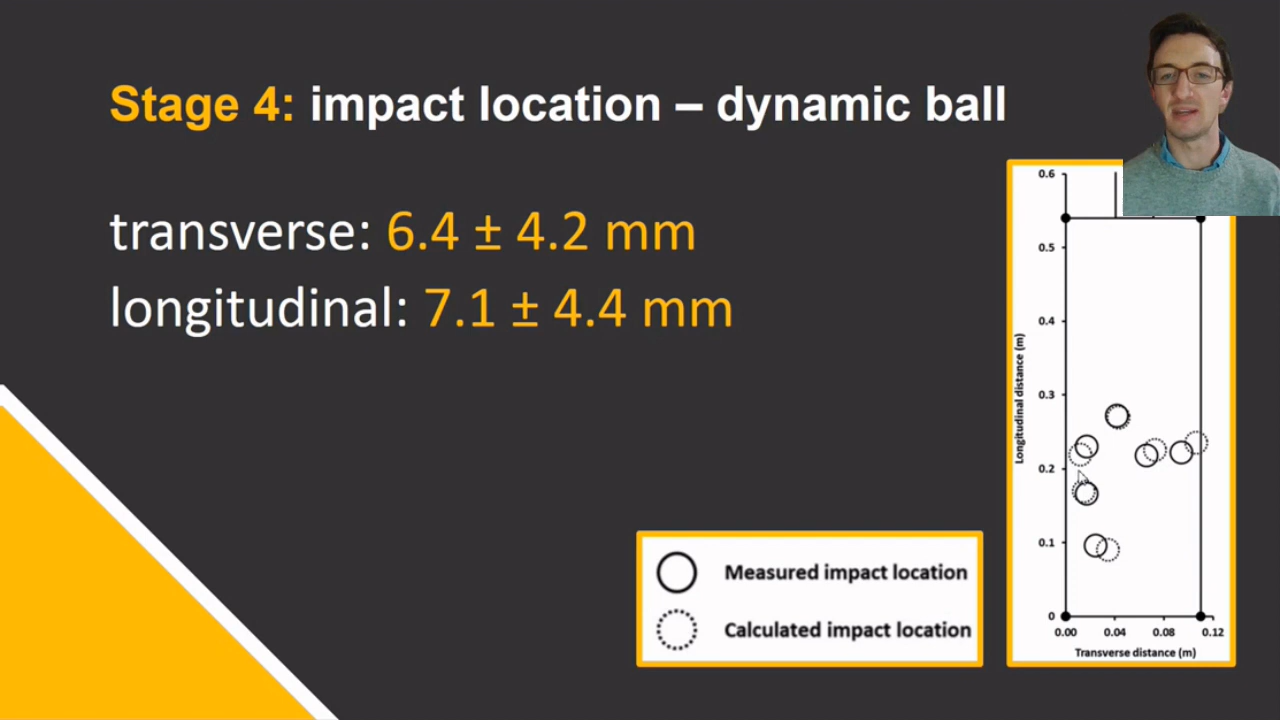 Stage 4: impact location – dynamic ball
transverse: 6.4 ± 4.2 mm
longitudinal: 7.1 ± 4.4 mm
Measured impact location
Calculated impact location
0.6
0.5
0.4
0.3
0.2
0.1
0
Longitudinal distance (m)
0.00 0.04 0.08 0.12
Transverse distance (m)